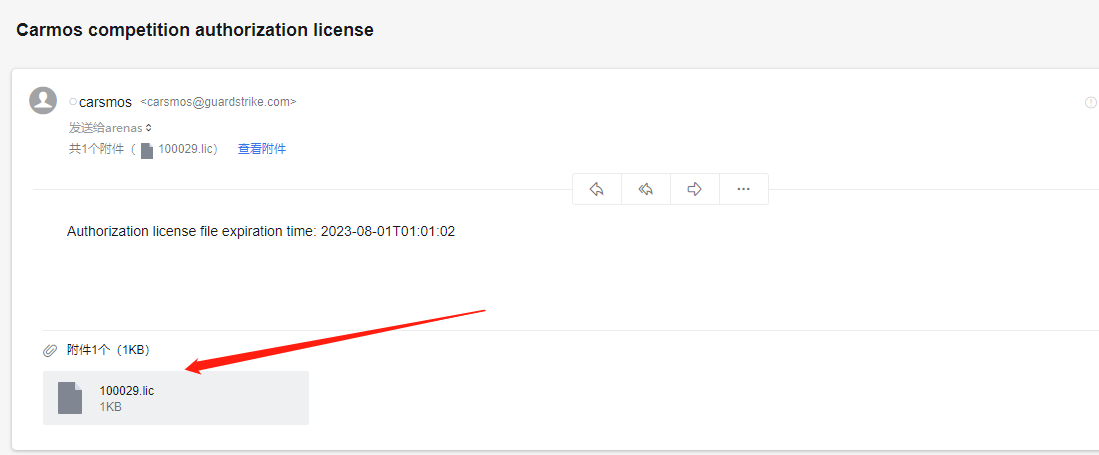 Carmos competition authorization license
carsmos <carsmos@guardstrike.com>
发送给arenas
共1个附件（ 100029.lic） 查看附件
Authorization license file expiration time: 2023-08-01T01:01:02
附件1个（1KB）
100029.lic
1KB